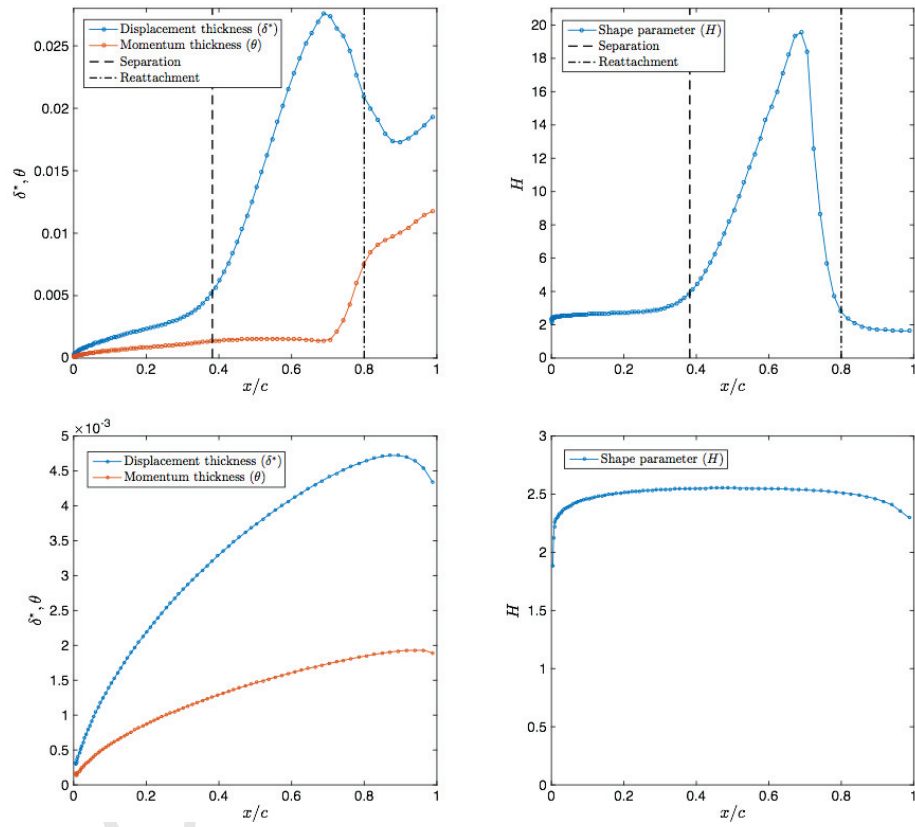 Displacement thickness (δ*)
Momentum thickness (θ)
Separation
Reattachment
0.025
0.02
0.015
0.01
0.005
0
δ*, θ
0 0.2 0.4 0.6 0.8 1
x/c
Shape parameter (H)
Separation
Reattachment
20
18
16
14
12
10
8
6
4
2
0
H
0 0.2 0.4 0.6 0.8 1
x/c
×10⁻³
Displacement thickness (δ*)
Momentum thickness (θ)
5
4.5
4
3.5
3
2.5
2
1.5
1
0.5
0
δ*, θ
0 0.2 0.4 0.6 0.8 1
x/c
Shape parameter (H)
3
2.5
2
1.5
1
0.5
0
H
0 0.2 0.4 0.6 0.8 1
x/c